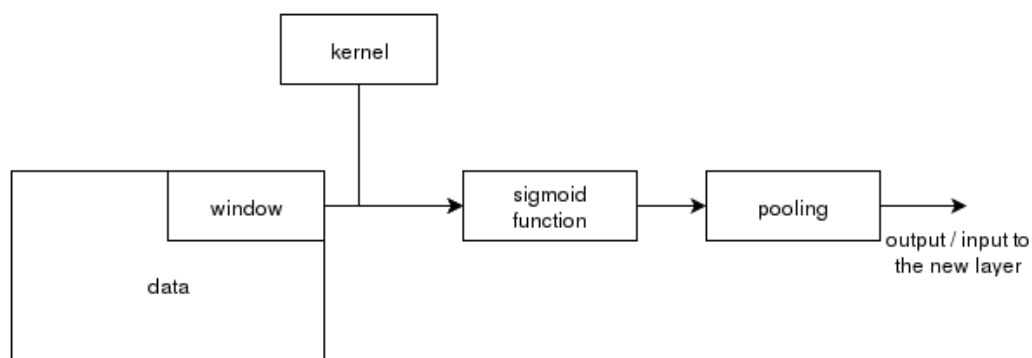 kernel
window
sigmoid
function
pooling
output / input to
the new layer
data